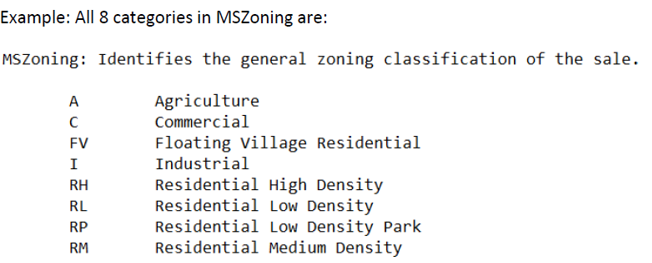 Example: All 8 categories in MSZoning are:
MSZoning: Identifies the general zoning classification of the sale.
A Agriculture
C Commercial
FV Floating Village Residential
I Industrial
RH Residential High Density
RL Residential Low Density
RP Residential Low Density Park
RM Residential Medium Density